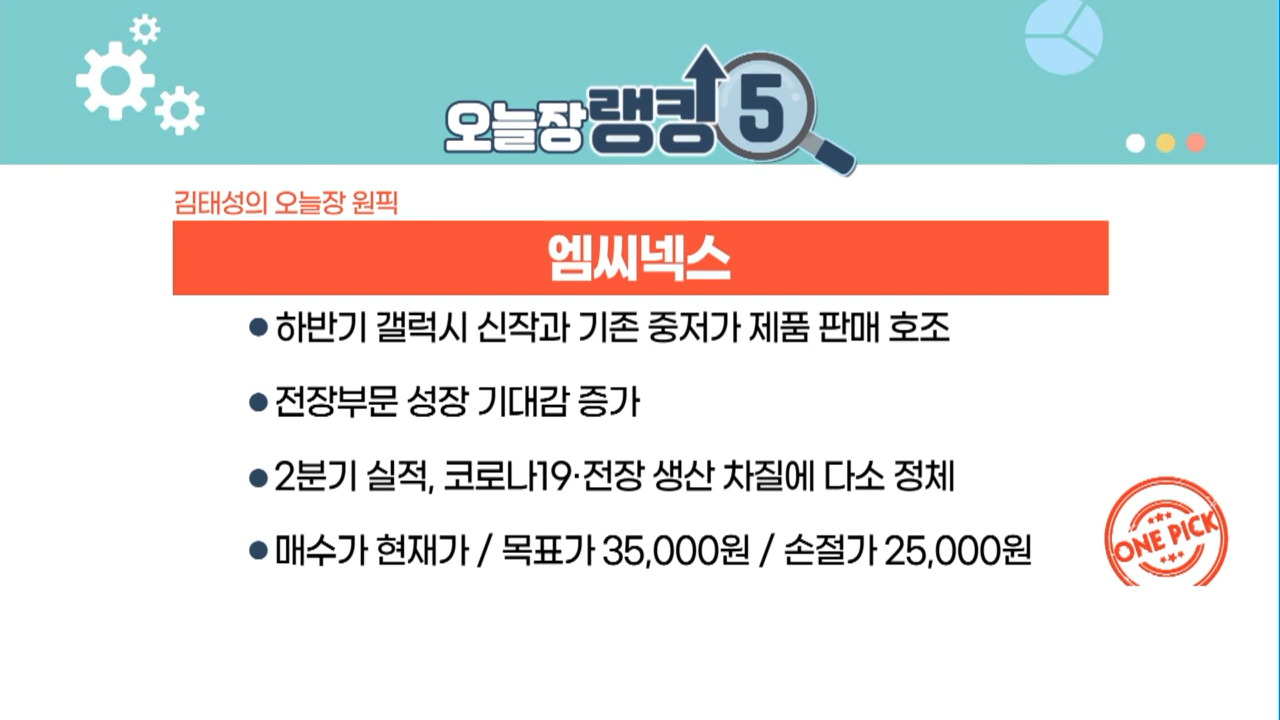 오늘장랭킹 5
김태성의 오늘장 원픽
엠씨넥스
하반기 갤럭시 신작과 기존 중저가 제품 판매 호조
전장부문 성장 기대감 증가
2분기 실적, 코로나19·전장 생산 차질에 다소 정체
매수가 현재가 / 목표가 35,000원 / 손절가 25,000원
ONE PICK